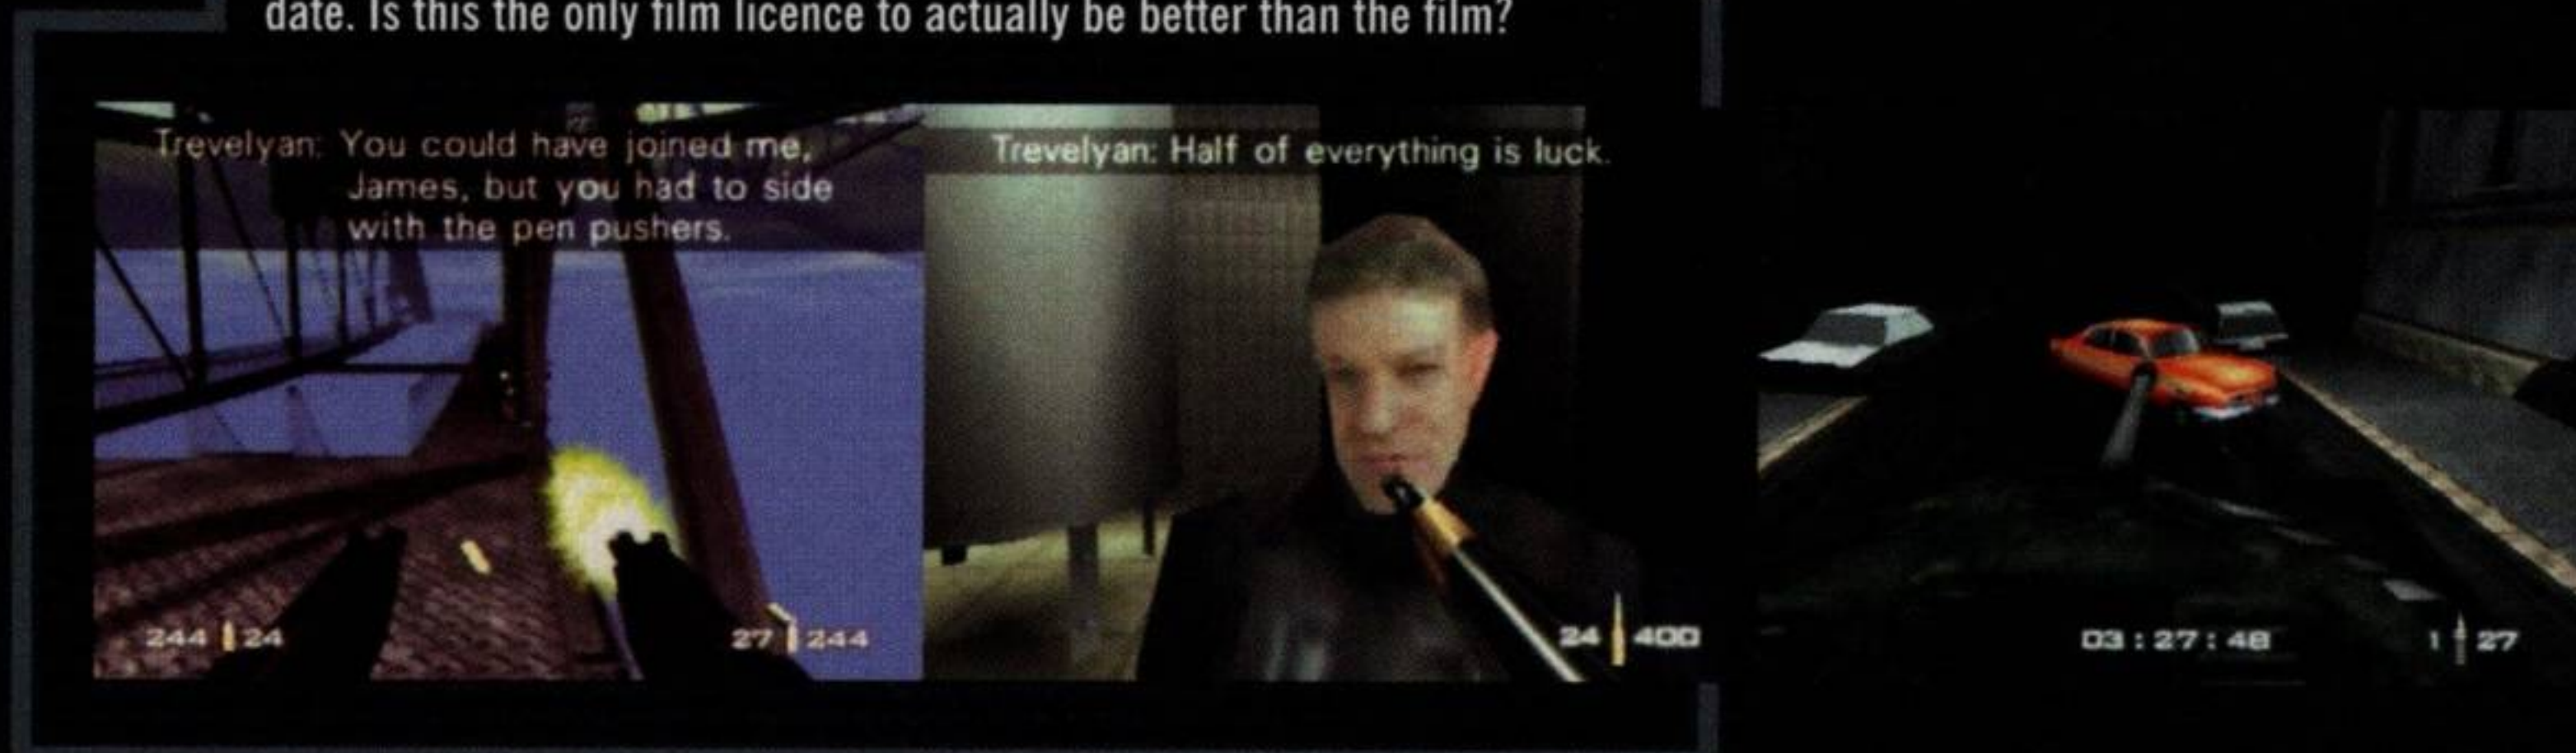 date. Is this the only film licence to actually be better than the film?
Trevelyan: You could have joined me,
James, but you had to side
with the pen pushers.
244 24
27 244
Trevelyan: Half of everything is luck.
24 400
03:27:48
1 27